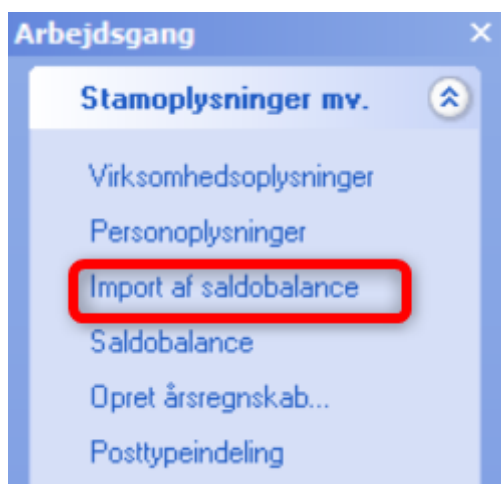 Arbejdsgang
Stamoplysninger mv.
Virksomhedsoplysninger
Personoplysninger
Import af saldobalance
Saldobalance
Opret årsregnskab...
Posttypeindeling